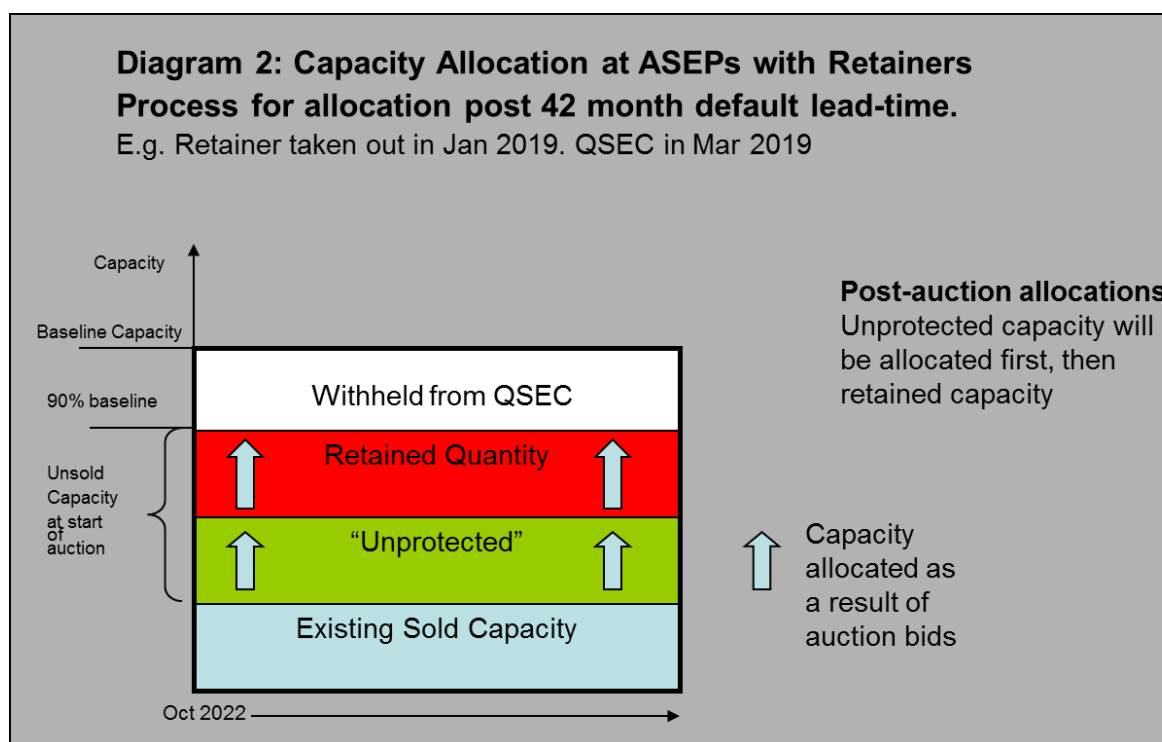 Diagram 2: Capacity Allocation at ASEPs with Retainers
Process for allocation post 42 month default lead-time.
E.g. Retainer taken out in Jan 2019. QSEC in Mar 2019
Capacity
Baseline Capacity
90% baseline
Unsold
Capacity
at start
of
auction
Withheld from QSEC
Retained Quantity
“Unprotected”
Existing Sold Capacity
Oct 2022
Post-auction allocations
Unprotected capacity will
be allocated first, then
retained capacity
Capacity
allocated as
a result of
auction bids